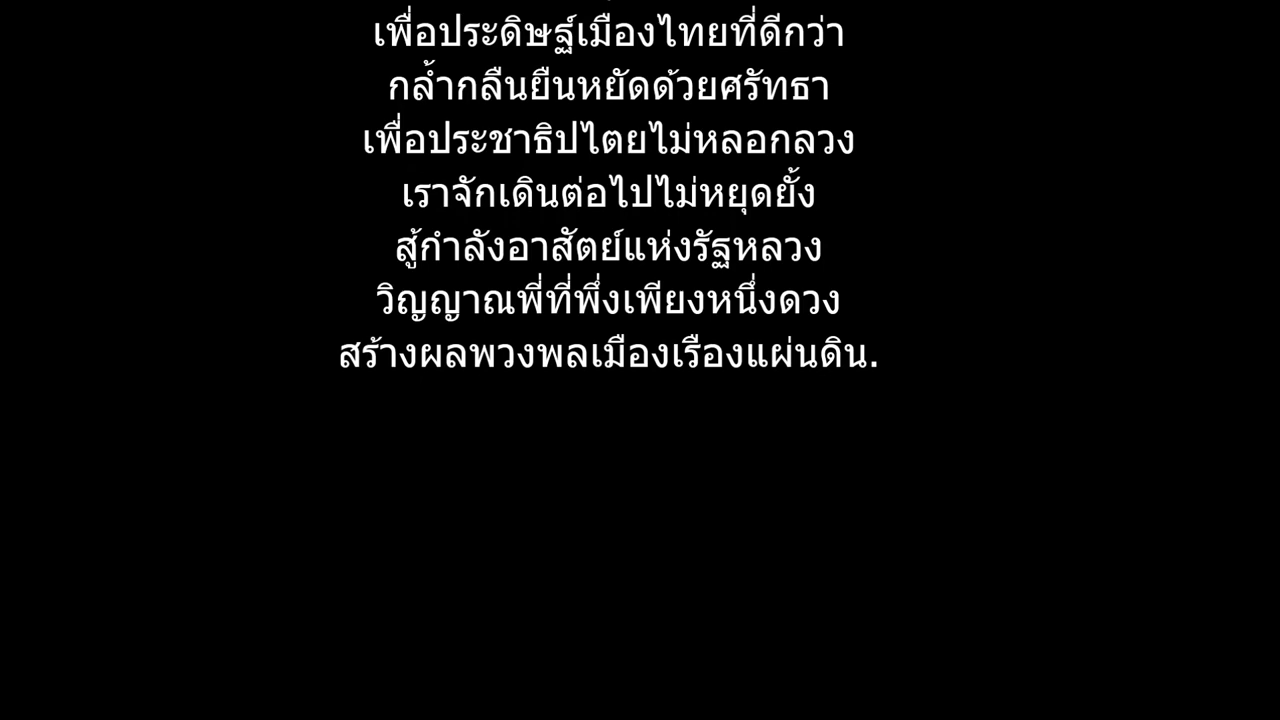 เพื่อประดิษฐ์เมืองไทยที่ดีกว่า
กล้ำกลืนยืนหยัดด้วยศรัทธา
เพื่อประชาธิปไตยไม่หลอกลวง
เราจักเดินต่อไปไม่หยุดยั้ง
สู้กำลังอาสัตย์แห่งรัฐหลวง
วิญญาณพี่ที่พึ่งเพียงหนึ่งดวง
สร้างผลพวงพลเมืองเรืองแผ่นดิน.